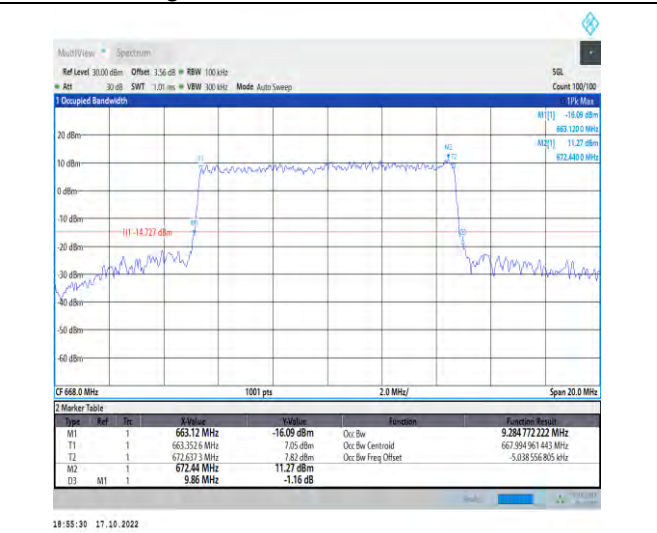 MultiView Spectrum
Ref Level 30.00 dBm Offset 3.56 dB RBW 100 kHz SGL
Att 30 dB SWT 1.01 ms VBW 300 kHz Mode Auto Sweep Count 100/100
1 Occupied Bandwidth 1Pk Max
M1[1] -16.09 dBm
663.120 0 MHz
M2[1] 11.27 dBm
672.440 0 MHz
20 dBm
M2
T1 T2
10 dBm
0 dBm
-10 dBm
M1
H1 -14.727 dBm
D3
-20 dBm
-30 dBm
-40 dBm
-50 dBm
-60 dBm
CF 668.0 MHz 1001 pts 2.0 MHz/ Span 20.0 MHz
2 Marker Table
Type Ref Trc X-Value Y-Value Function Function Result
M1 1 663.12 MHz -16.09 dBm Occ Bw 9.284 772 222 MHz
T1 1 663.352 6 MHz 7.05 dBm Occ Bw Centroid 667.994 961 443 MHz
T2 1 672.637 3 MHz 7.82 dBm Occ Bw Freq Offset -5.038 556 805 kHz
M2 1 672.44 MHz 11.27 dBm
D3 M1 1 9.86 MHz -1.16 dB
18:55:30 17.10.2022